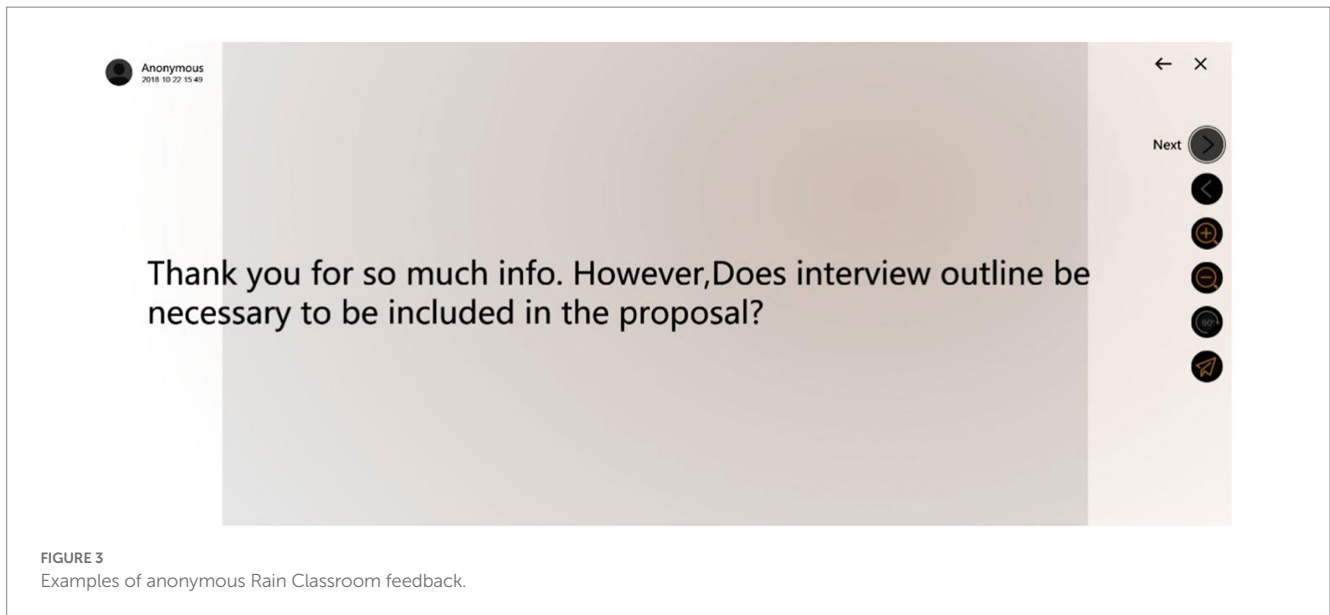 Anonymous
2018 10 22 15:49
Next
Thank you for so much info. However,Does interview outline be
necessary to be included in the proposal?
90°
FIGURE 3
Examples of anonymous Rain Classroom feedback.